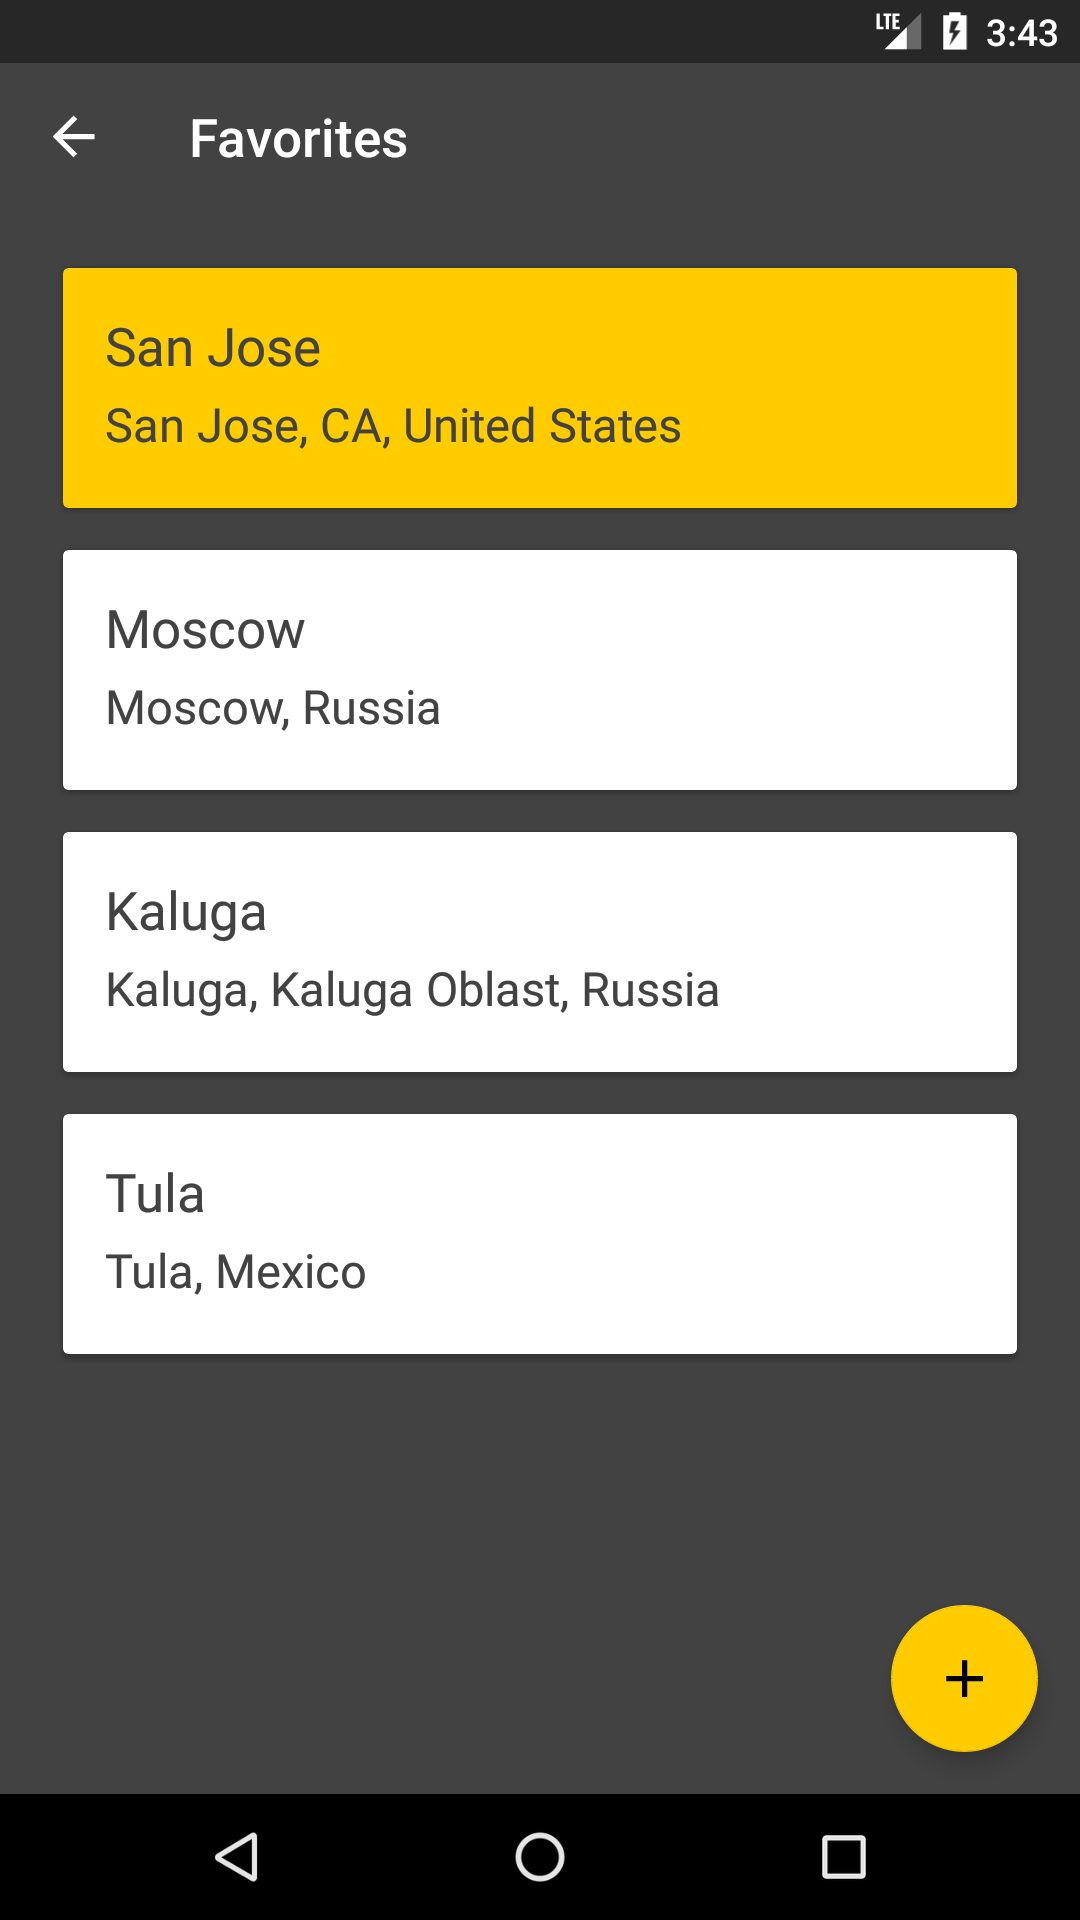 LTE 3:43
Favorites
San Jose
San Jose, CA, United States
Moscow
Moscow, Russia
Kaluga
Kaluga, Kaluga Oblast, Russia
Tula
Tula, Mexico